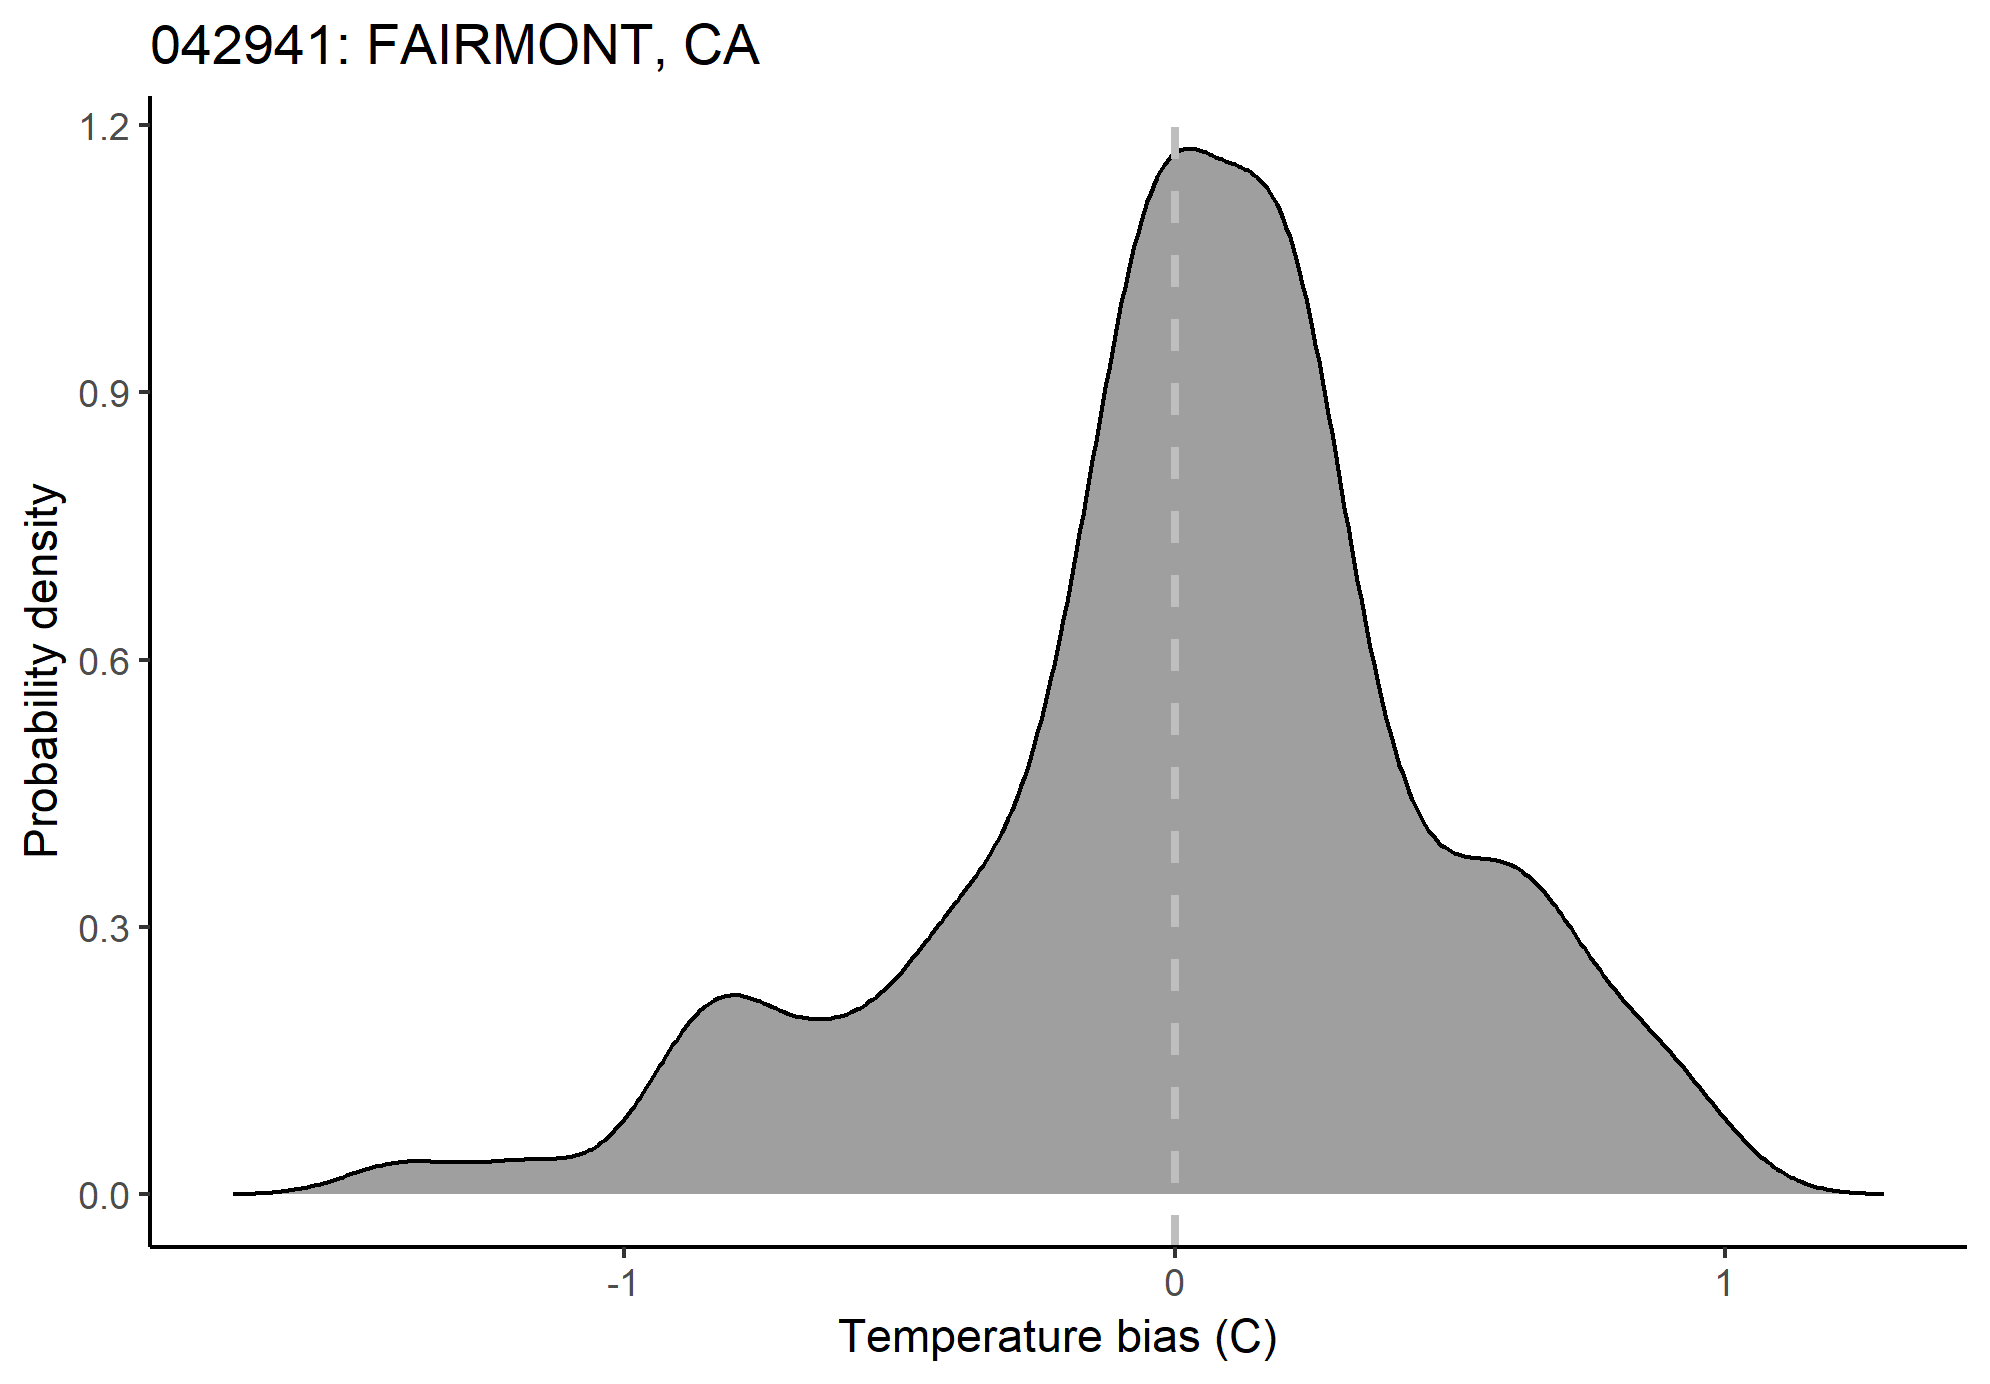 042941: FAIRMONT, CA
1.2
0.9
0.6
0.3
0.0
Probability density
-1
0
1
Temperature bias (C)